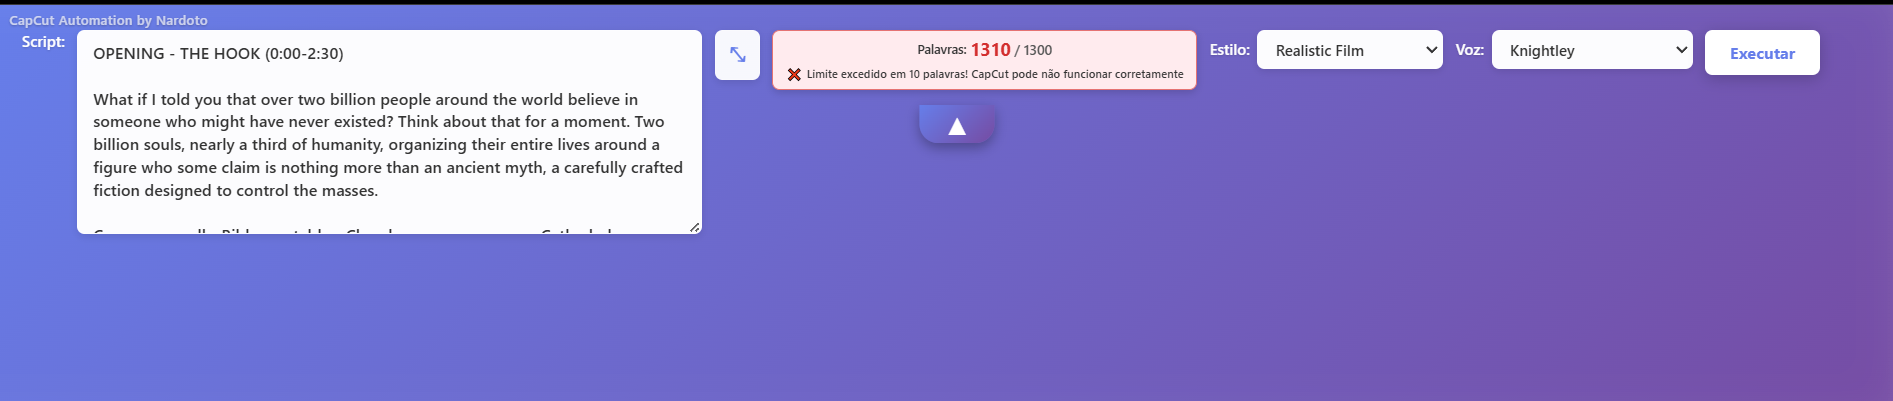 CapCut Automation by Nardoto
Script:
OPENING - THE HOOK (0:00-2:30)
What if I told you that over two billion people around the world believe in
someone who might have never existed? Think about that for a moment. Two
billion souls, nearly a third of humanity, organizing their entire lives around a
figure who some claim is nothing more than an ancient myth, a carefully crafted
fiction designed to control the masses.
Palavras: 1310 / 1300
Limite excedido em 10 palavras! CapCut pode não funcionar corretamente
Estilo:
Realistic Film
Voz:
Knightley
Executar